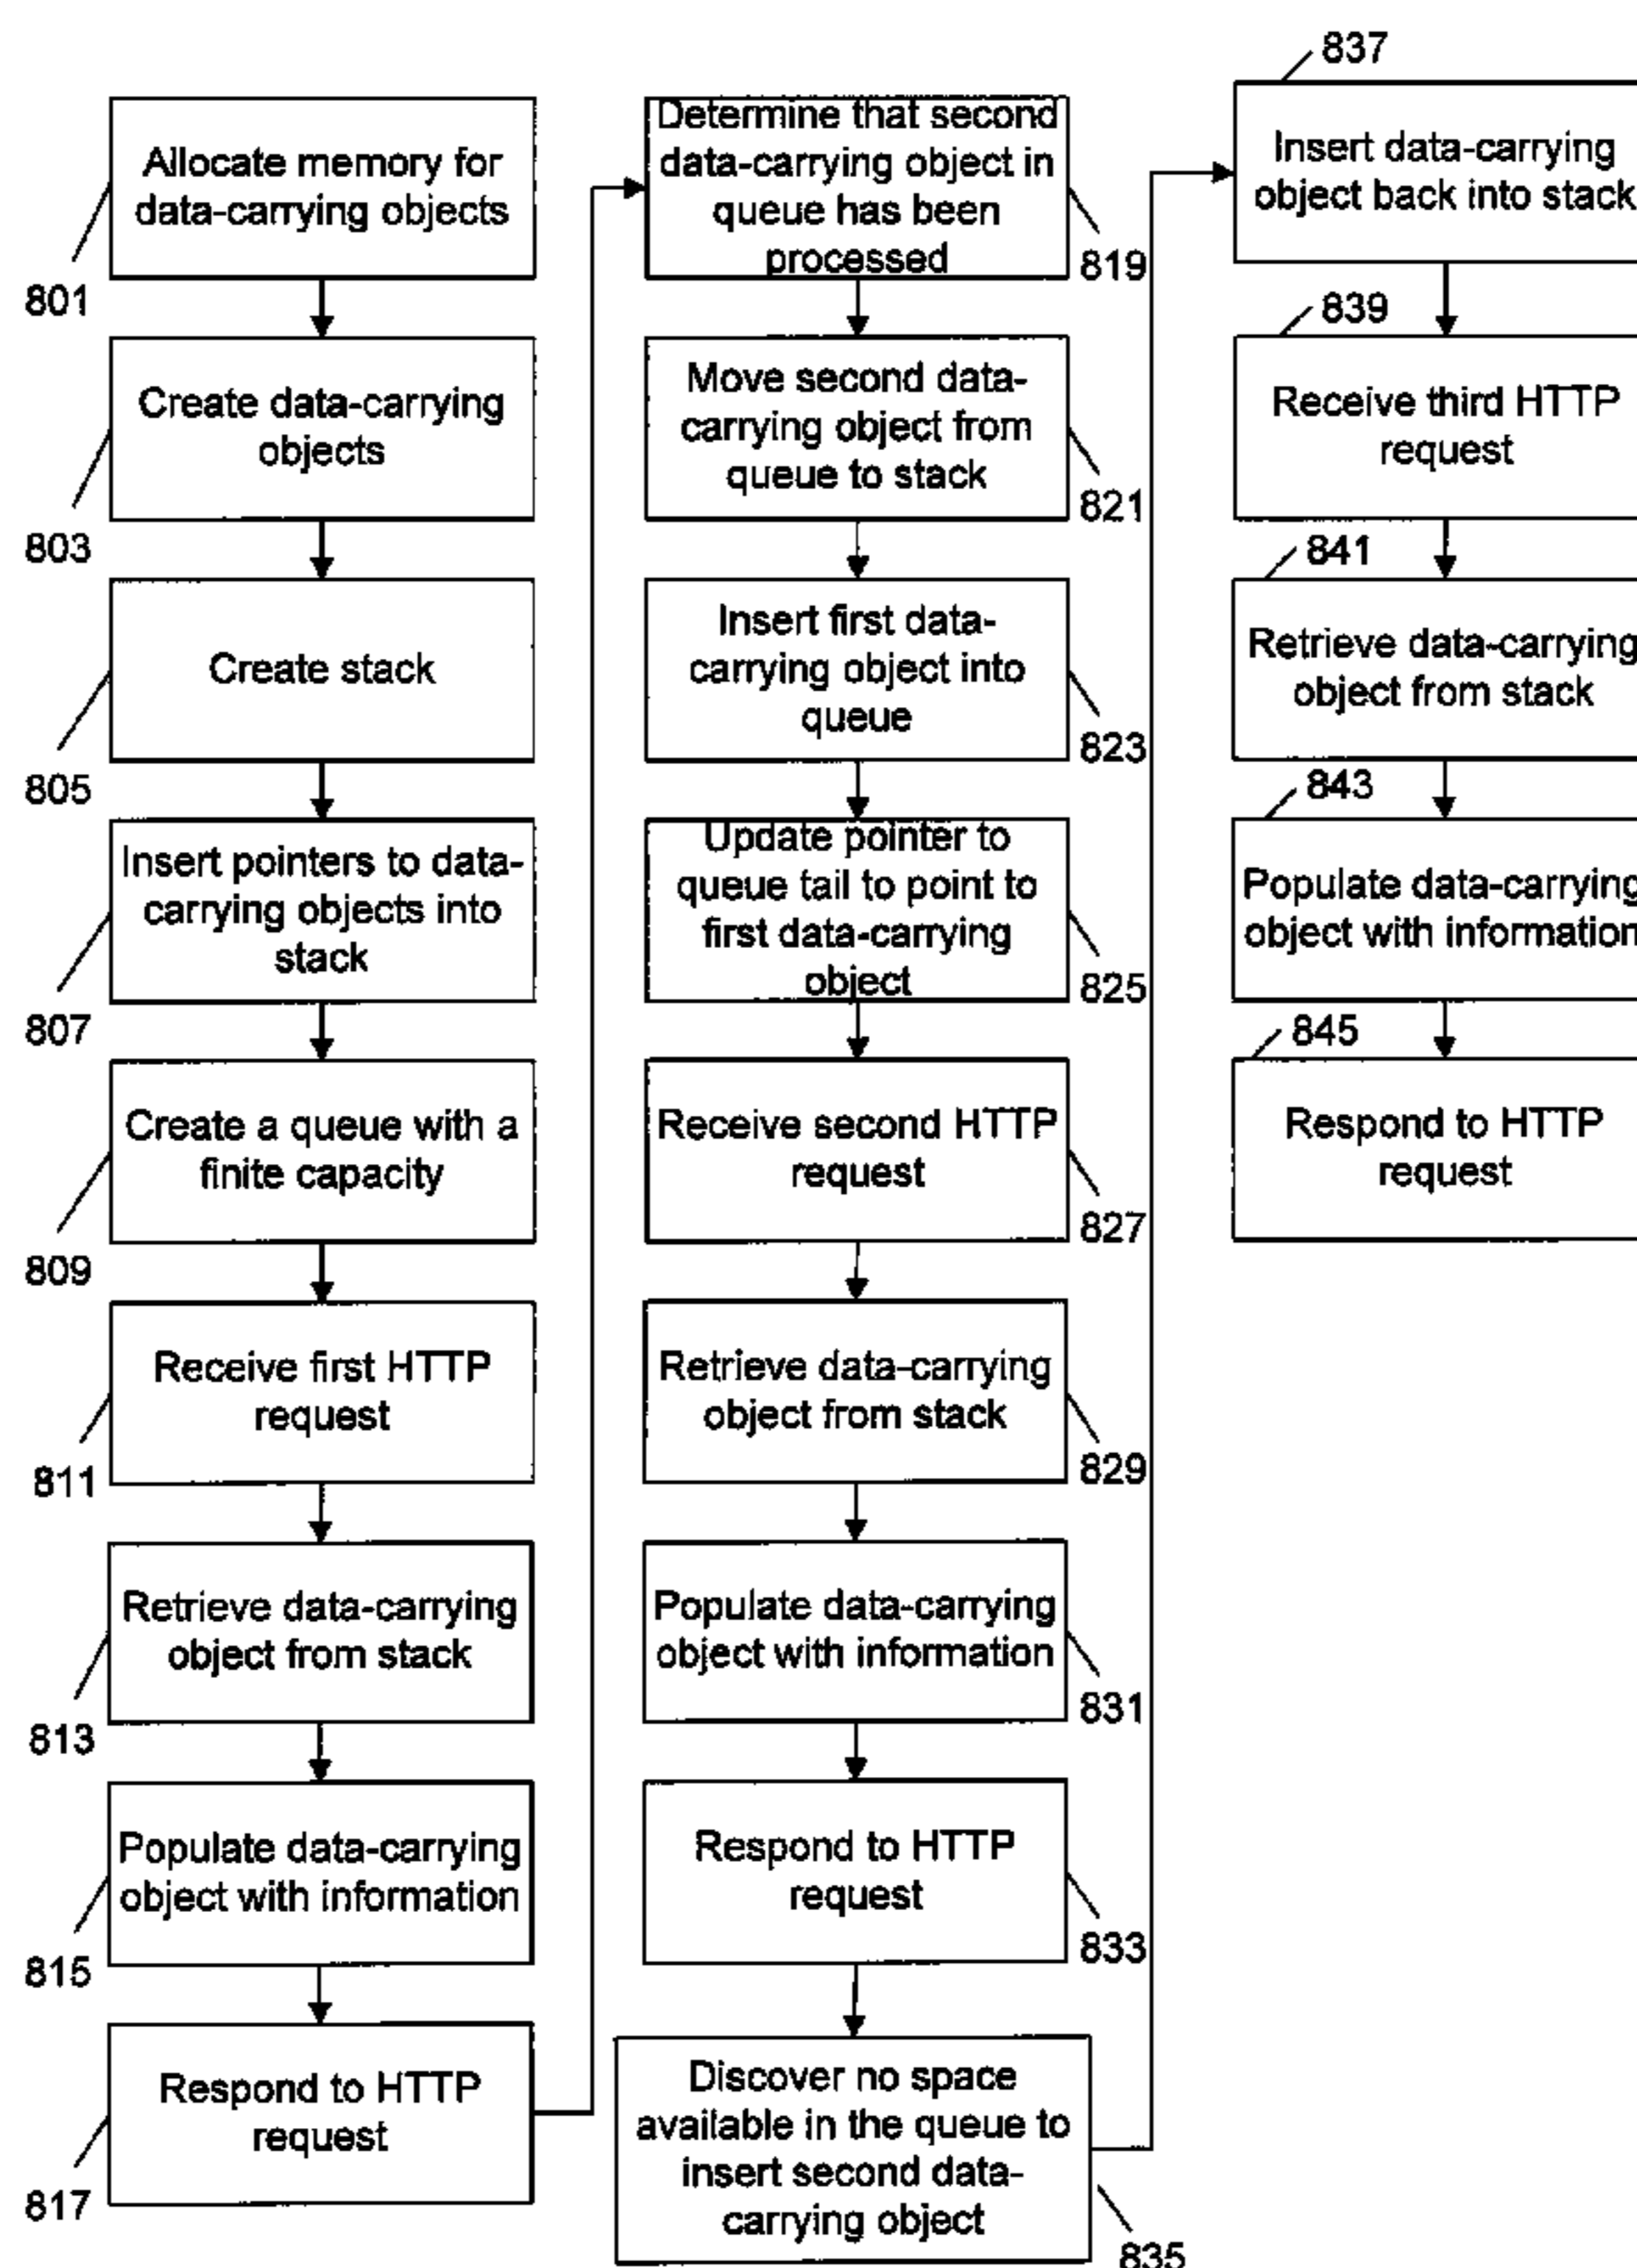 Allocate memory for
data-carrying objects
801
Create data-carrying
objects
803
Create stack
805
Insert pointers to data-
carrying objects into
stack
807
Create a queue with a
finite capacity
809
Receive first HTTP
request
811
Retrieve data-carrying
object from stack
813
Populate data-carrying
object with information
815
Respond to HTTP
request
817
Determine that second
data-carrying object in
queue has been
processed
819
Move second data-
carrying object from
queue to stack
821
Insert first data-
carrying object into
queue
823
Update pointer to
queue tail to point to
first data-carrying
object
825
Receive second HTTP
request
827
Retrieve data-carrying
object from stack
829
Populate data-carrying
object with information
831
Respond to HTTP
request
833
Discover no space
available in the queue to
insert second data-
carrying object
835
837
Insert data-carrying
object back into stack
839
Receive third HTTP
request
841
Retrieve data-carrying
object from stack
843
Populate data-carrying
object with information
845
Respond to HTTP
request